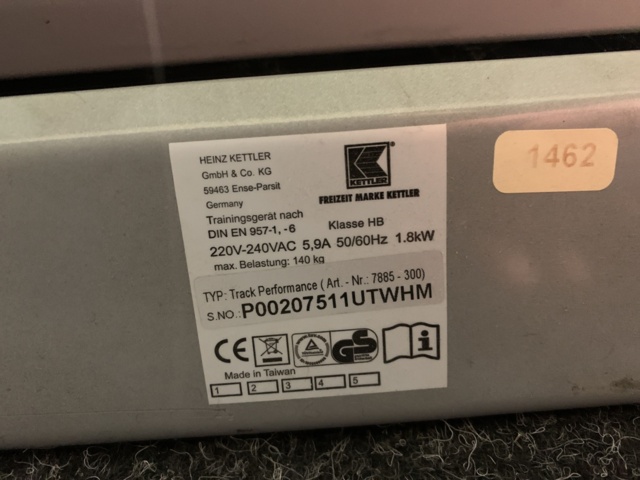 HEINZ KETTLER
GmbH & Co. KG
59463 Ense-Parsit
Germany
KETTLER
FREIZEIT MARKE KETTLER
Trainingsgerät nach
DIN EN 957-1, -6 Klasse HB
220V-240VAC 5,9A 50/60Hz 1.8kW
max. Belastung: 140 kg
TYP: Track Performance ( Art. - Nr.: 7885 - 300)
S.NO.: P00207511UTWHM
CE
GS
i
Made in Taiwan
1 2 3 4 5
1462